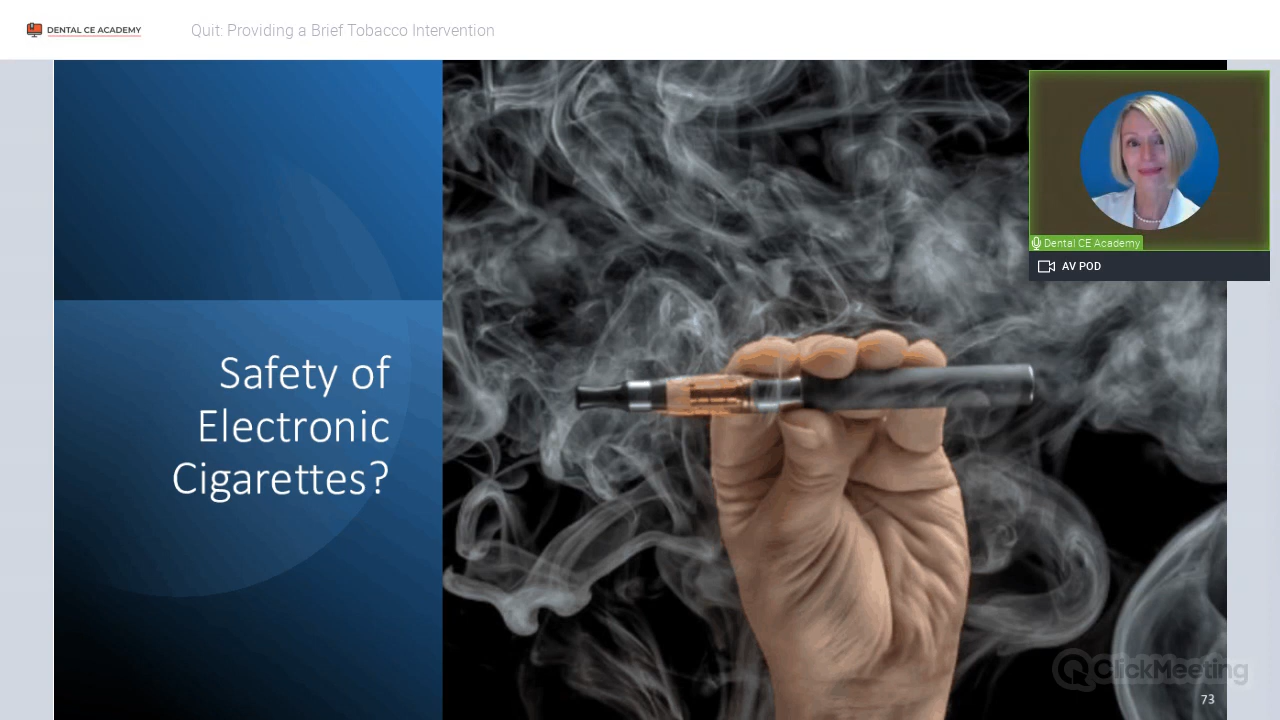 DENTAL CE ACADEMY
Quit: Providing a Brief Tobacco Intervention
Safety of
Electronic
Cigarettes?
Dental CE Academy
AV POD
ClickMeeting
73